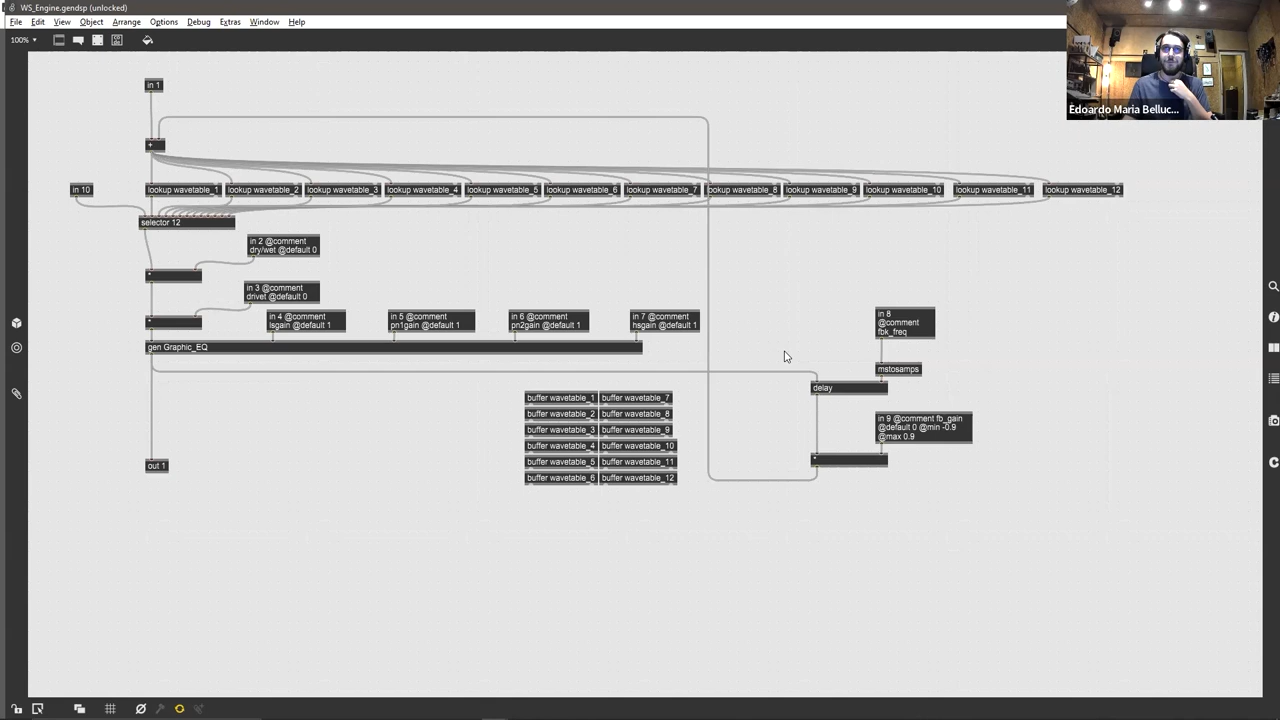 WS_Engine.gendsp (unlocked)
File Edit View Object Arrange Options Debug Extras Window Help
100%
Edoardo Maria Belluc...
in 1
+
in 10
lookup wavetable_1
lookup wavetable_2
lookup wavetable_3
lookup wavetable_4
lookup wavetable_5
lookup wavetable_6
lookup wavetable_7
lookup wavetable_8
lookup wavetable_9
lookup wavetable_10
lookup wavetable_11
lookup wavetable_12
selector 12
in 2 @comment
dry/wet @default 0
*
in 3 @comment
drivet @default 0
*
in 4 @comment
lsgain @default 1
in 5 @comment
pn1gain @default 1
in 6 @comment
pn2gain @default 1
in 7 @comment
hsgain @default 1
in 8
@comment
fbk_freq
gen Graphic_EQ
mstosamps
delay
buffer wavetable_1 buffer wavetable_7
buffer wavetable_2 buffer wavetable_8
buffer wavetable_3 buffer wavetable_9
buffer wavetable_4 buffer wavetable_10
buffer wavetable_5 buffer wavetable_11
buffer wavetable_6 buffer wavetable_12
in 9 @comment fb_gain
@default 0 @min -0.9
@max 0.9
*
out 1